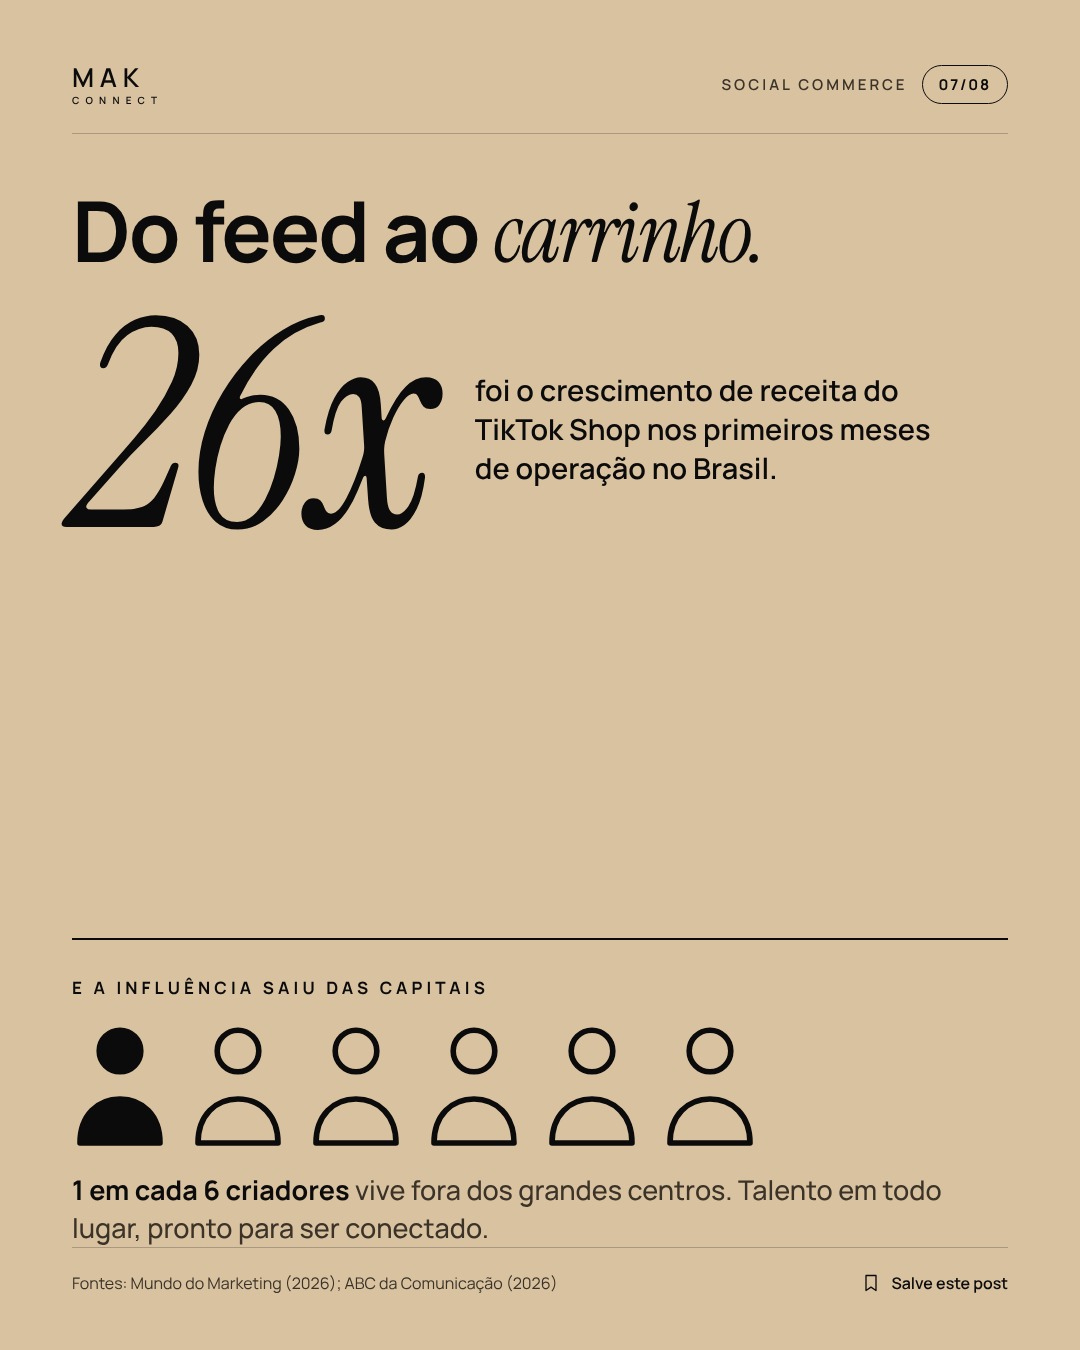 MAK
CONNECT
SOCIAL COMMERCE
07/08
Do feed ao carrinho.
26x
foi o crescimento de receita do
TikTok Shop nos primeiros meses
de operação no Brasil.
E A INFLUÊNCIA SAIU DAS CAPITAIS
1 em cada 6 criadores vive fora dos grandes centros. Talento em todo
lugar, pronto para ser conectado.
Fontes: Mundo do Marketing (2026); ABC da Comunicação (2026)
Salve este post